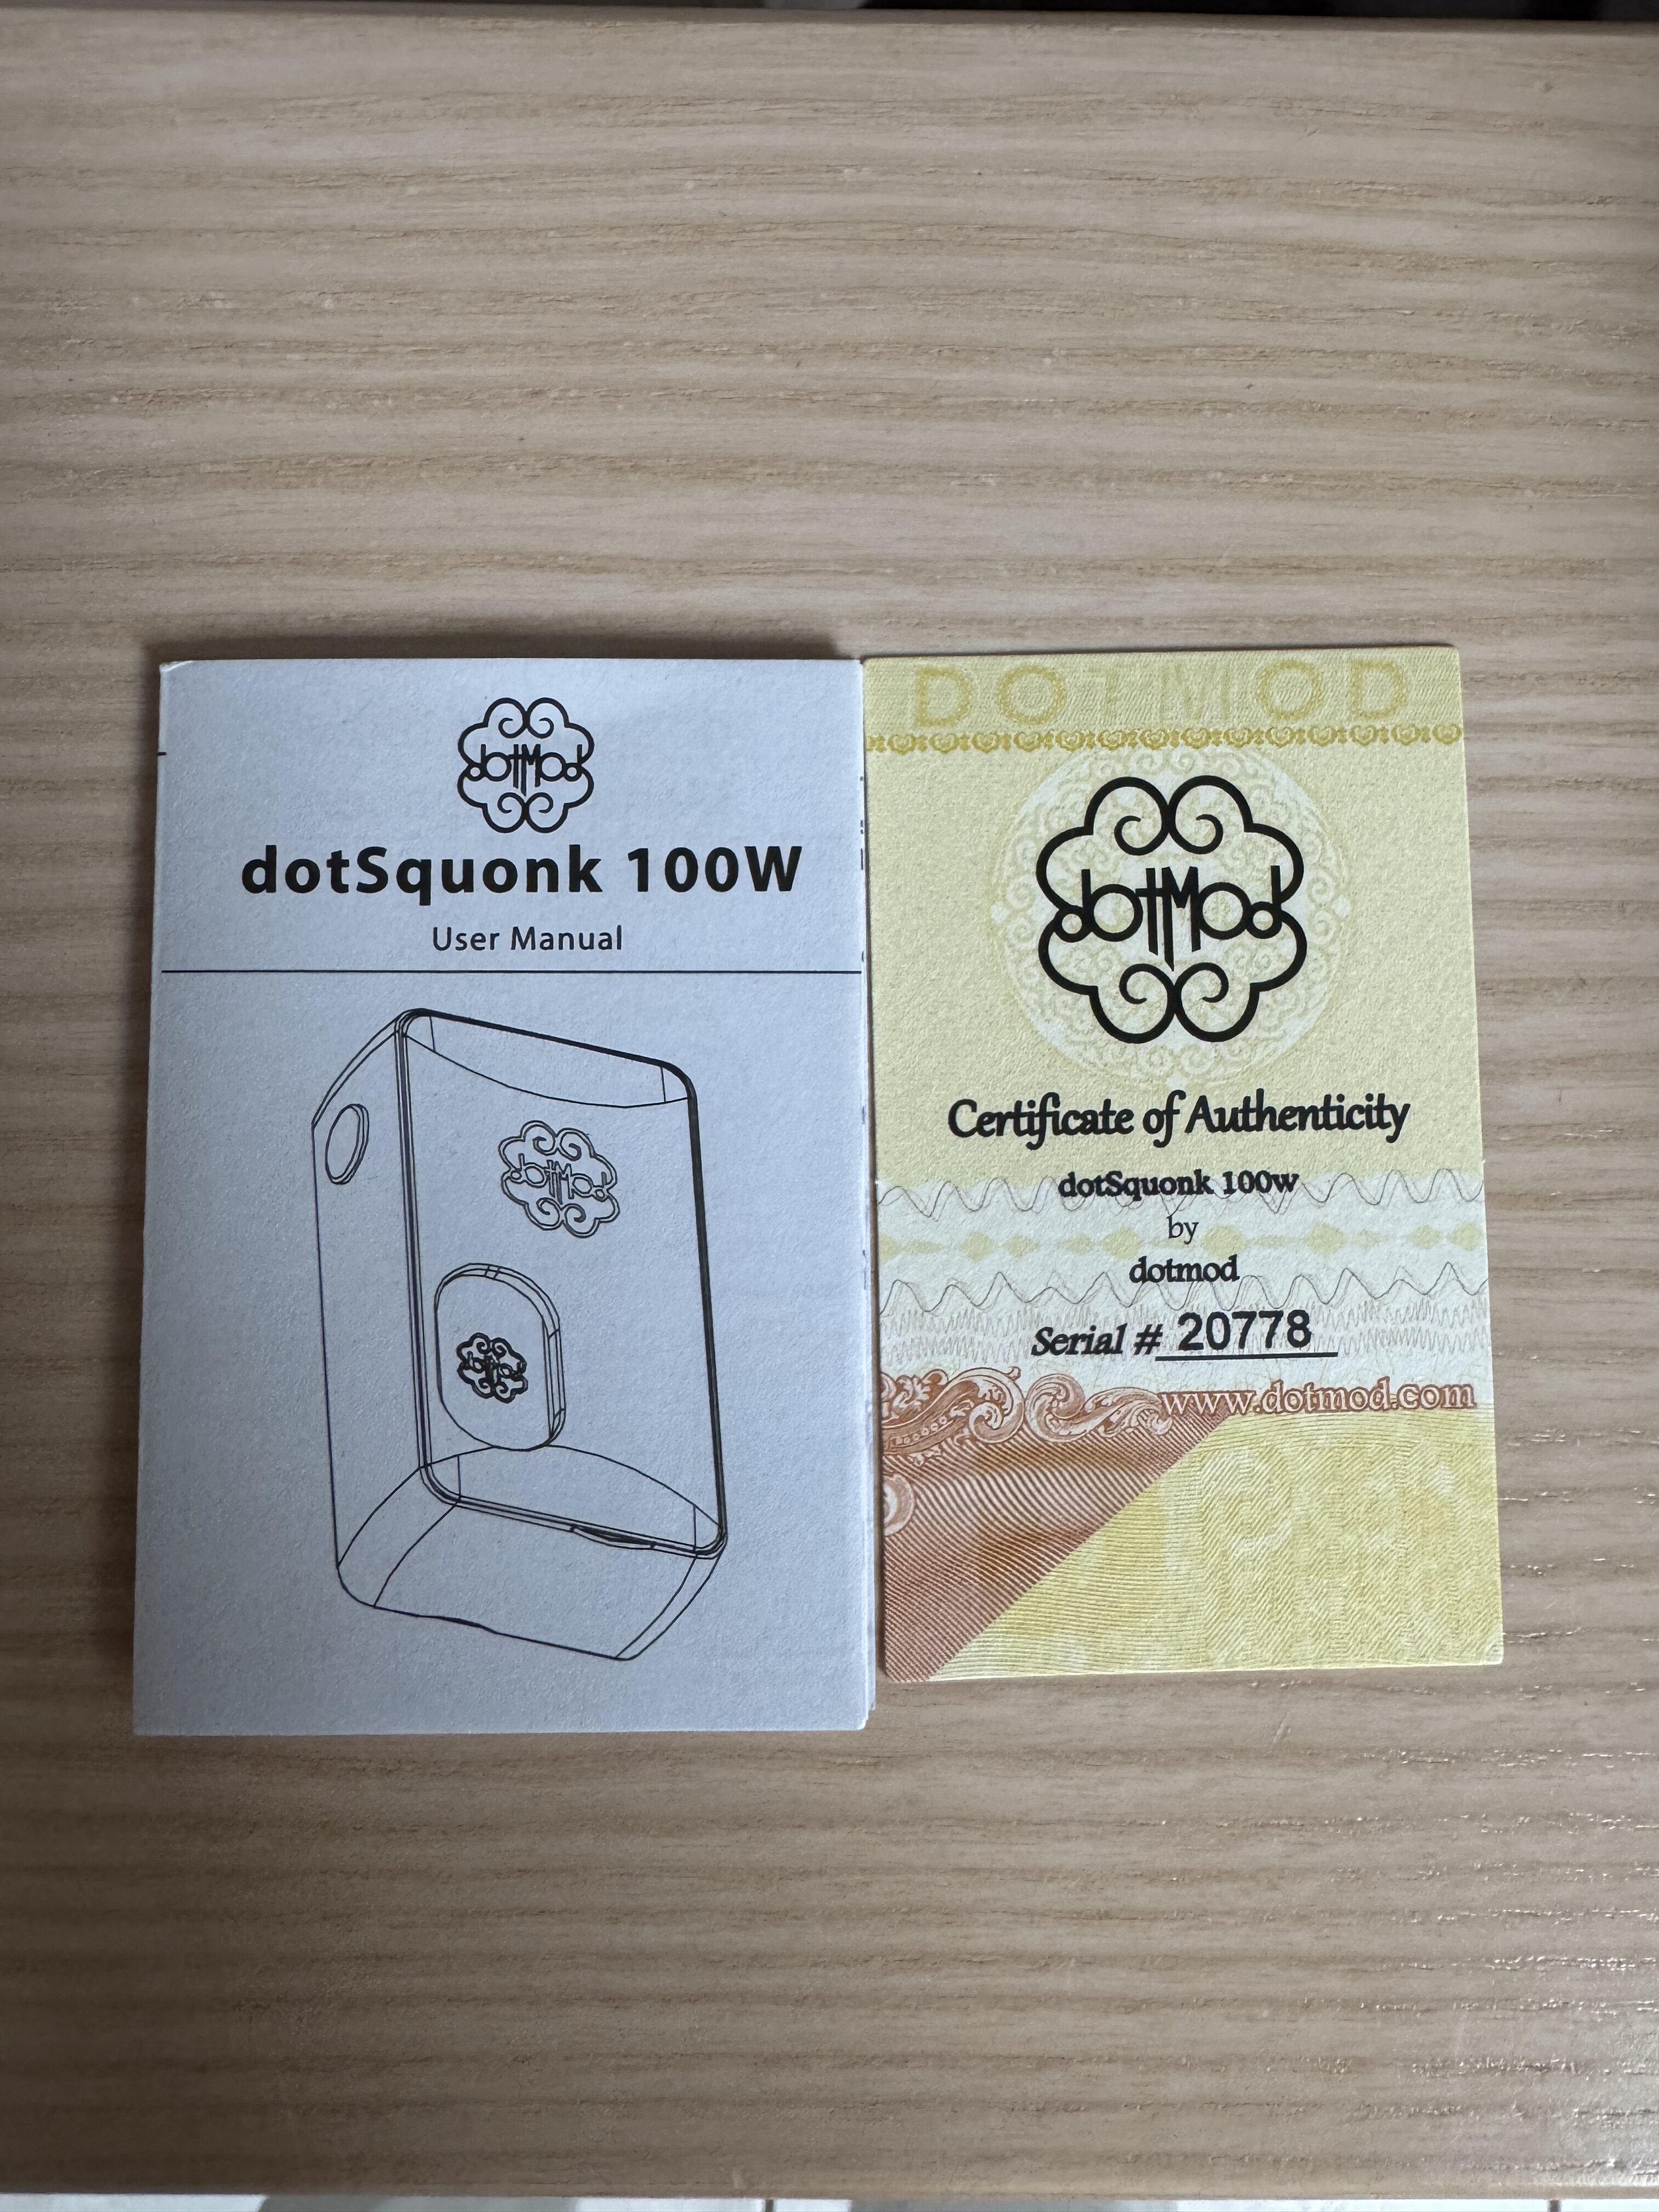 dotMod
dotSquonk 100W
User Manual
dotMod
dotMod
DOTMOD
dotMod
Certificate of Authenticity
dotSquonk 100w
by
dotmod
Serial # 20778
www.dotmod.com